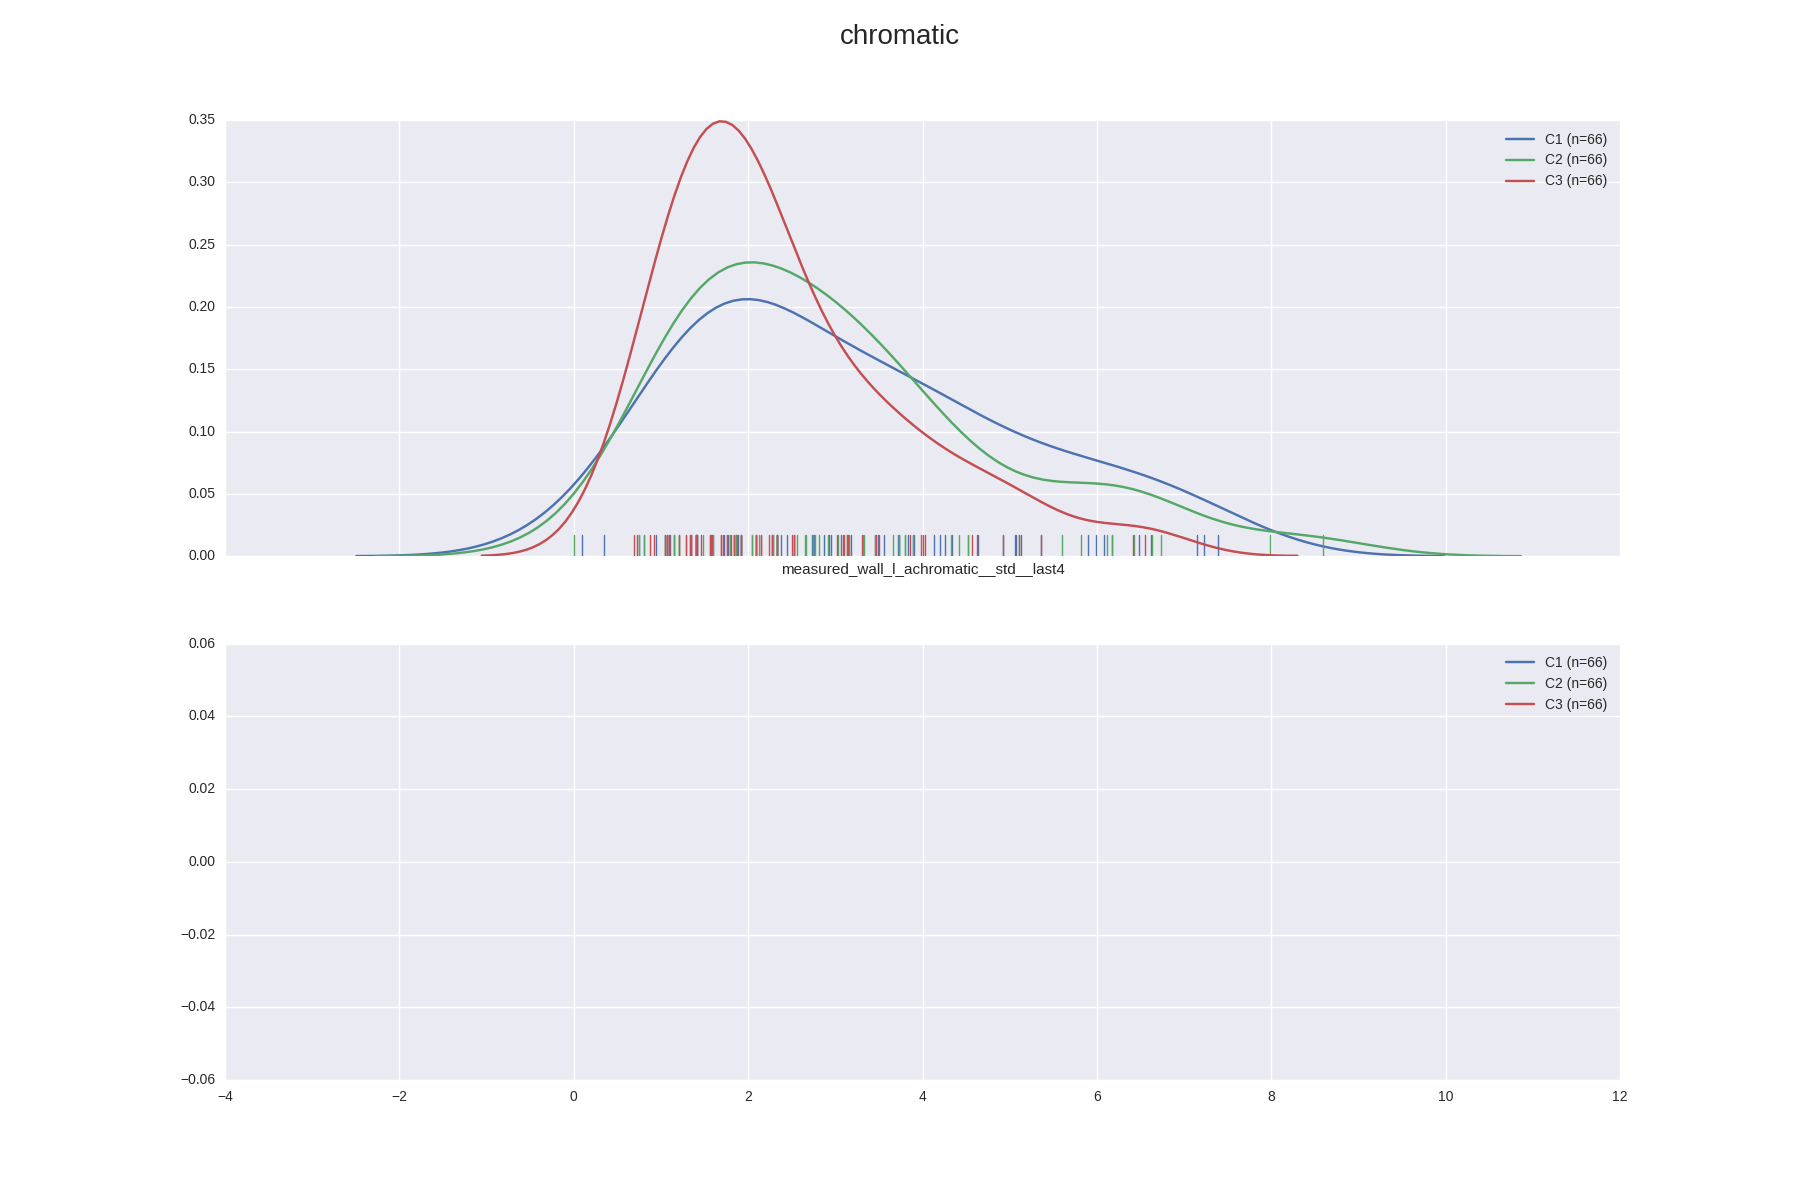 chromatic
0.35
0.30
0.25
0.20
0.15
0.10
0.05
0.00
C1 (n=66)
C2 (n=66)
C3 (n=66)
measured_wall_l_achromatic__std__last4
0.06
0.04
0.02
0.00
−0.02
−0.04
−0.06
C1 (n=66)
C2 (n=66)
C3 (n=66)
−4 −2 0 2 4 6 8 10 12